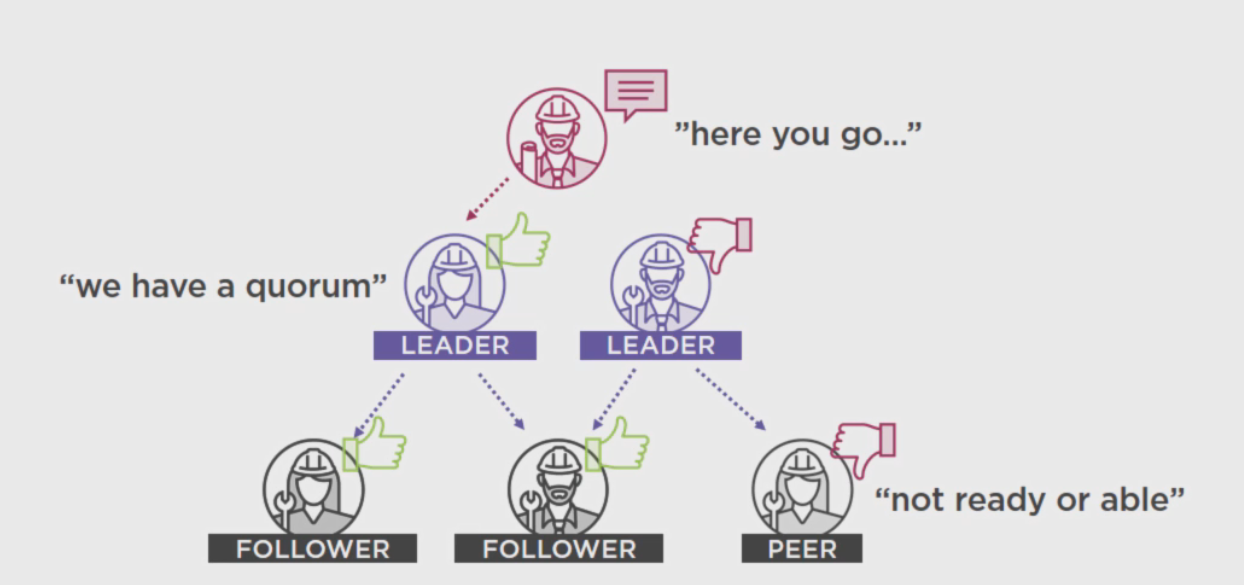 ”here you go...”
“we have a quorum”
LEADER
LEADER
“not ready or able”
FOLLOWER
FOLLOWER
PEER